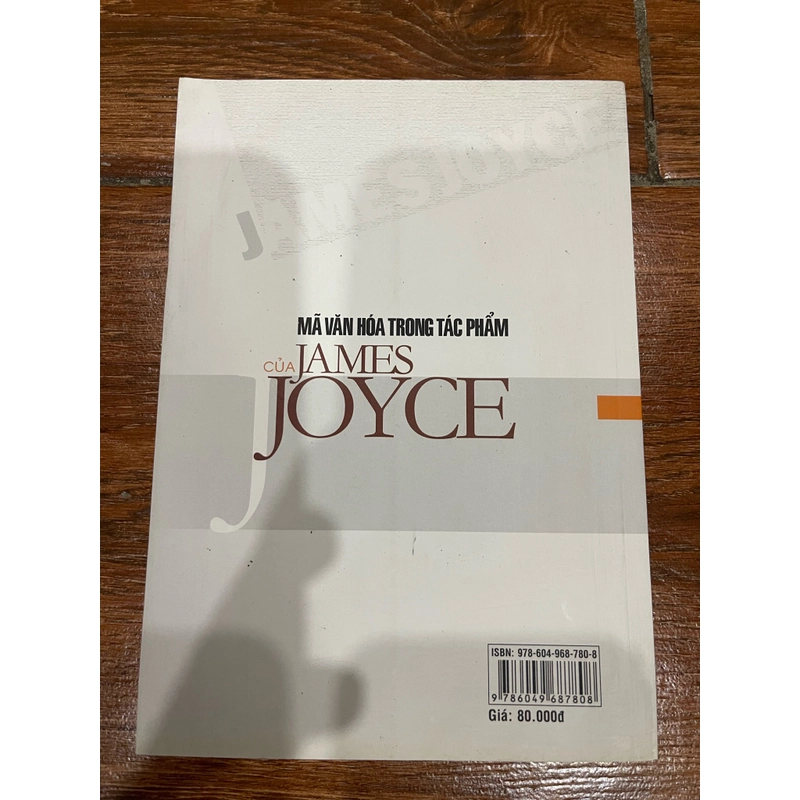 JAMES JOYCE
MÃ VĂN HÓA TRONG TÁC PHẨM
CỦA JAMES
JOYCE
J
ISBN: 978-604-968-780-8
9 786049 687808
Giá: 80.000đ